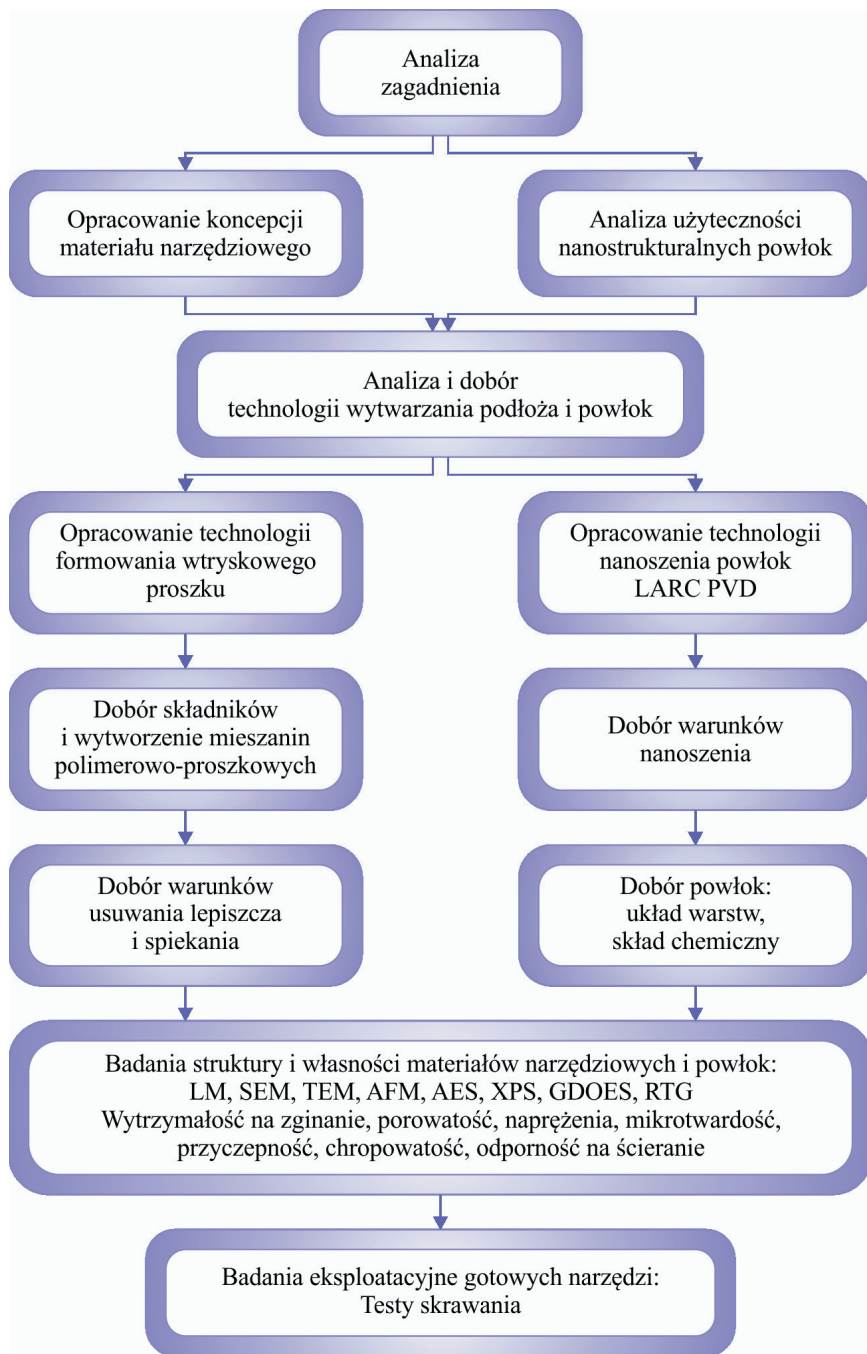 Analiza
zagadnienia
Opracowanie koncepcji
materiału narzędziowego
Analiza użyteczności
nanostrukturalnych powłok
Analiza i dobór
technologii wytwarzania podłoża i powłok
Opracowanie technologii
formowania wtryskowego
proszku
Opracowanie technologii
nanoszenia powłok
LARC PVD
Dobór składników
i wytworzenie mieszanin
polimerowo-proszkowych
Dobór warunków
nanoszenia
Dobór warunków
usuwania lepiszcza
i spiekania
Dobór powłok:
układ warstw,
skład chemiczny
Badania struktury i własności materiałów narzędziowych i powłok:
LM, SEM, TEM, AFM, AES, XPS, GDOES, RTG
Wytrzymałość na zginanie, porowatość, naprężenia, mikrotwardość,
przyczepność, chropowatość, odporność na ścieranie
Badania eksploatacyjne gotowych narzędzi:
Testy skrawania